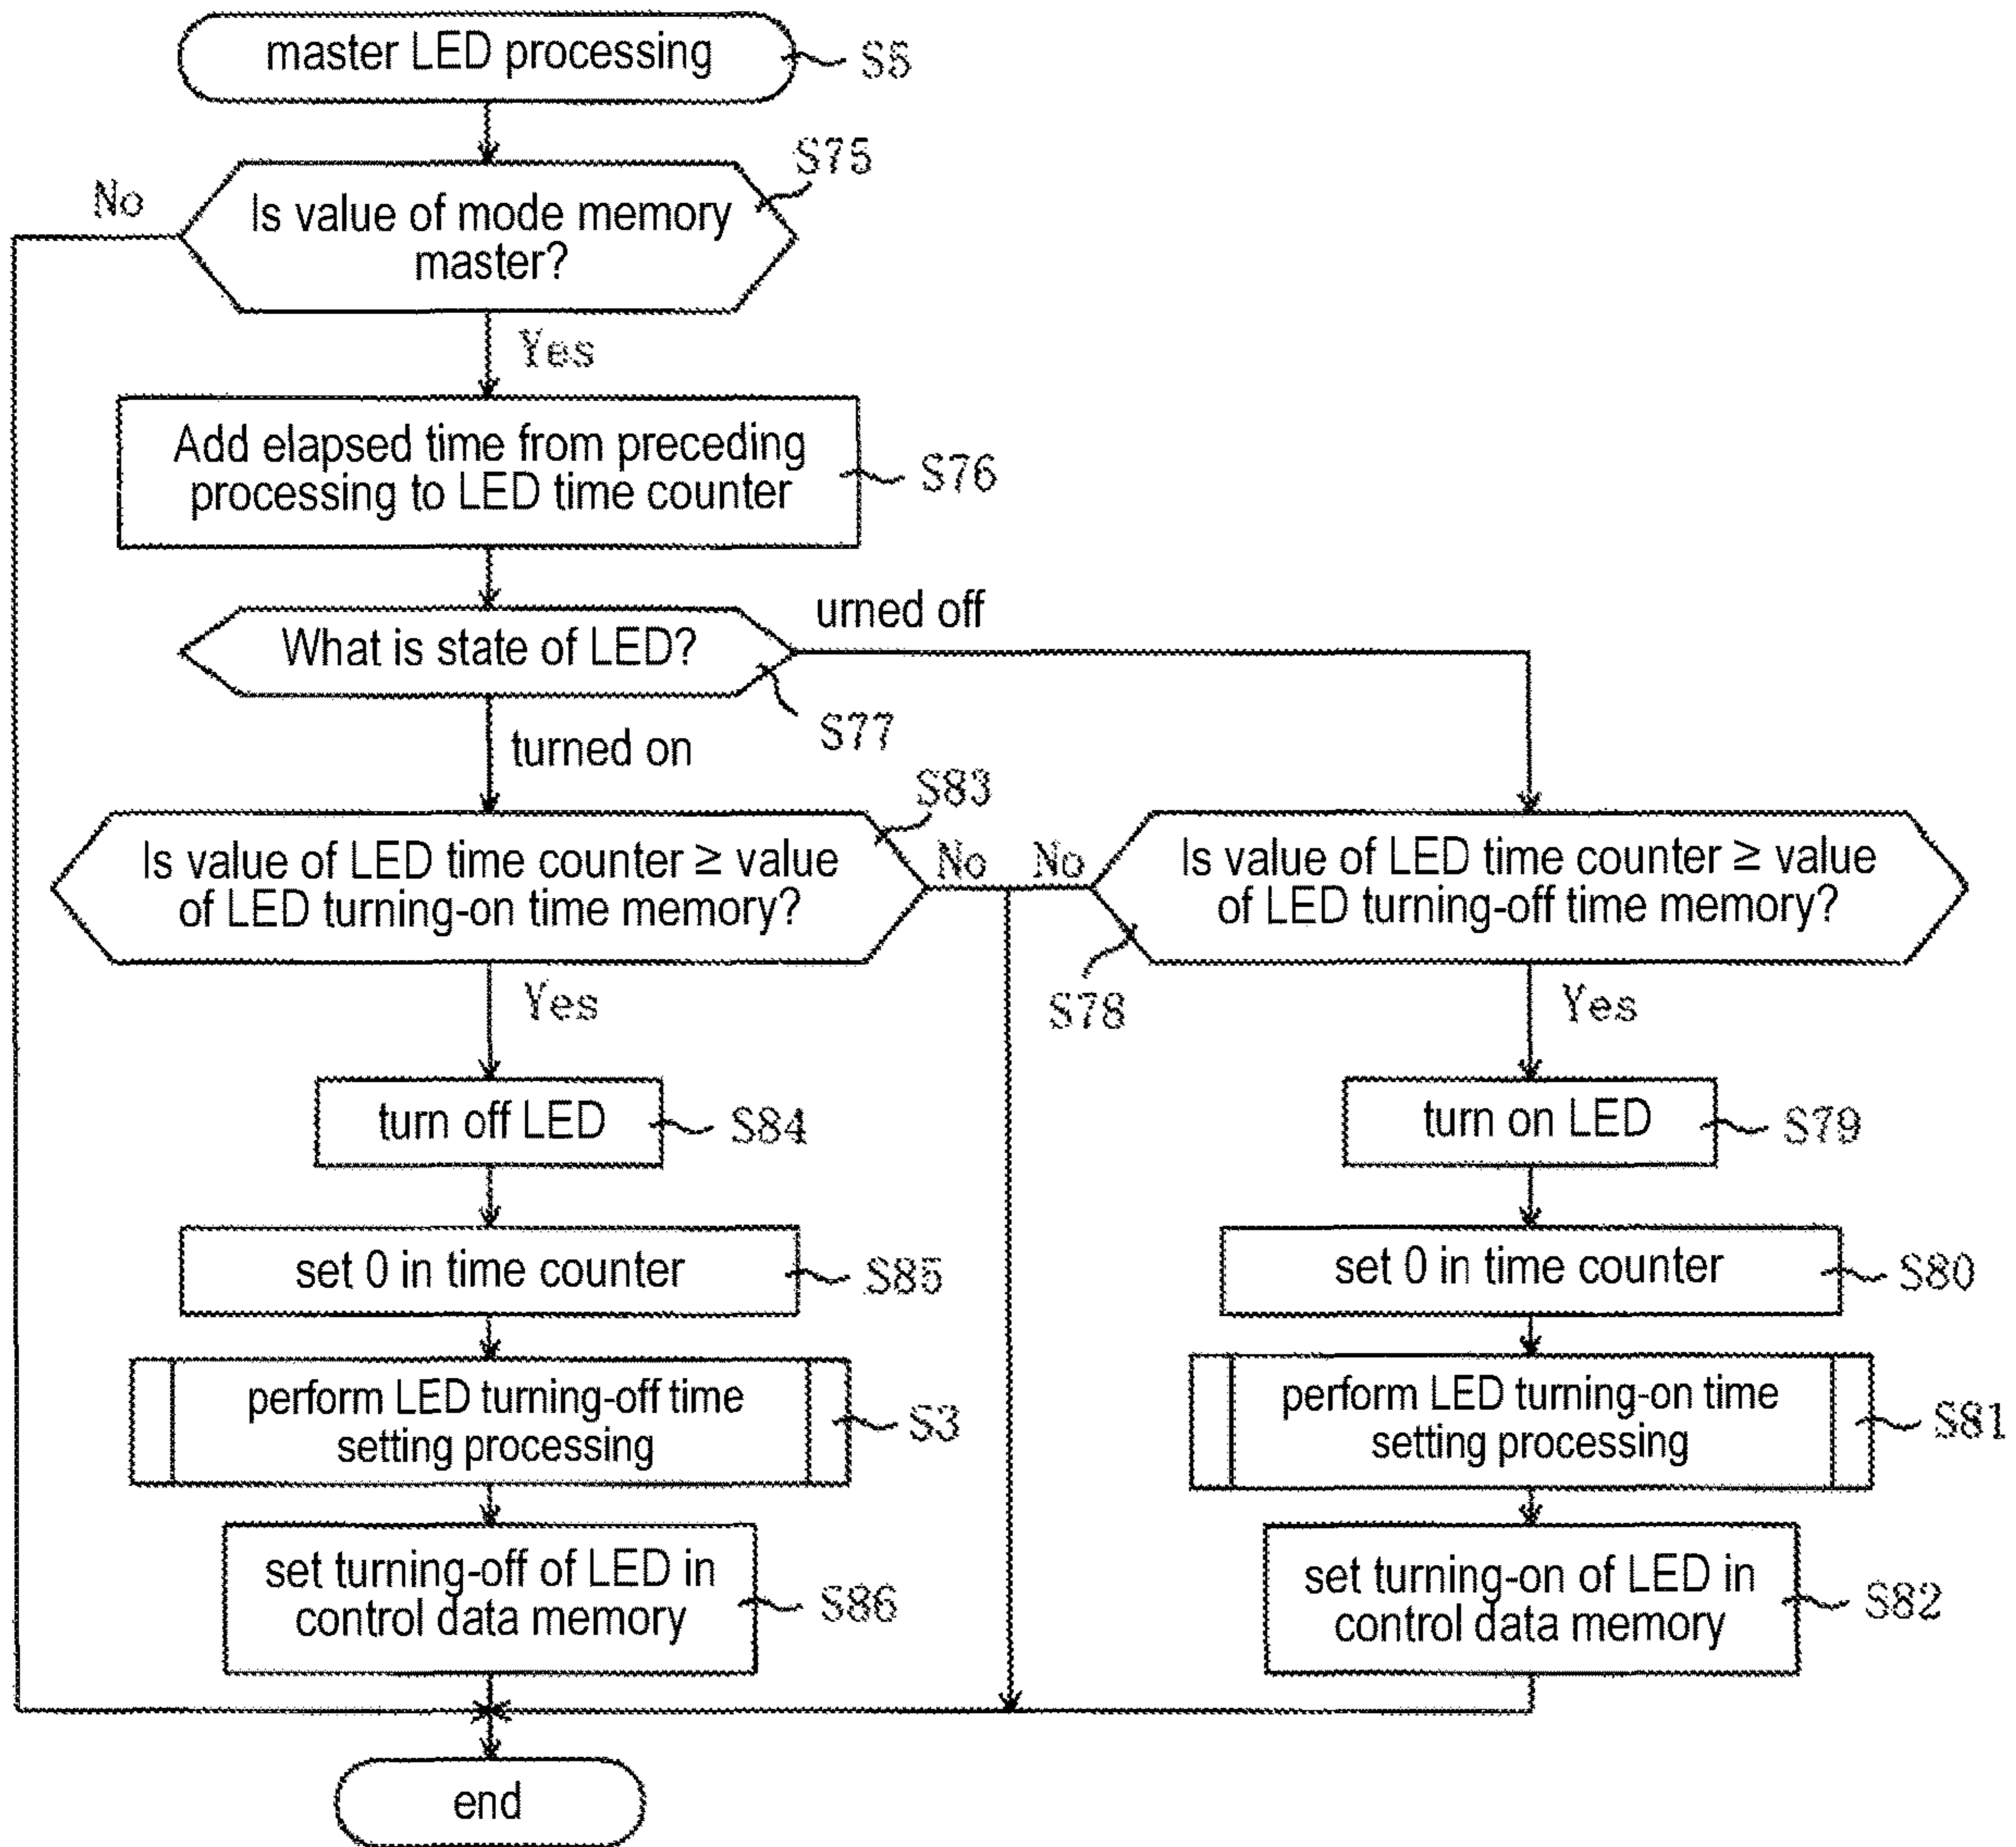 master LED processing
S5
S75
No
Is value of mode memory
master?
Yes
Add elapsed time from preceding
processing to LED time counter
S76
urned off
What is state of LED?
S77
turned on
S83
Is value of LED time counter ≥ value
of LED turning-on time memory?
No
No
Is value of LED time counter ≥ value
of LED turning-off time memory?
S78
Yes
Yes
turn off LED
S84
turn on LED
S79
set 0 in time counter
S85
set 0 in time counter
S80
perform LED turning-off time
setting processing
S3
perform LED turning-on time
setting processing
S81
set turning-off of LED in
control data memory
S86
set turning-on of LED in
control data memory
S82
end